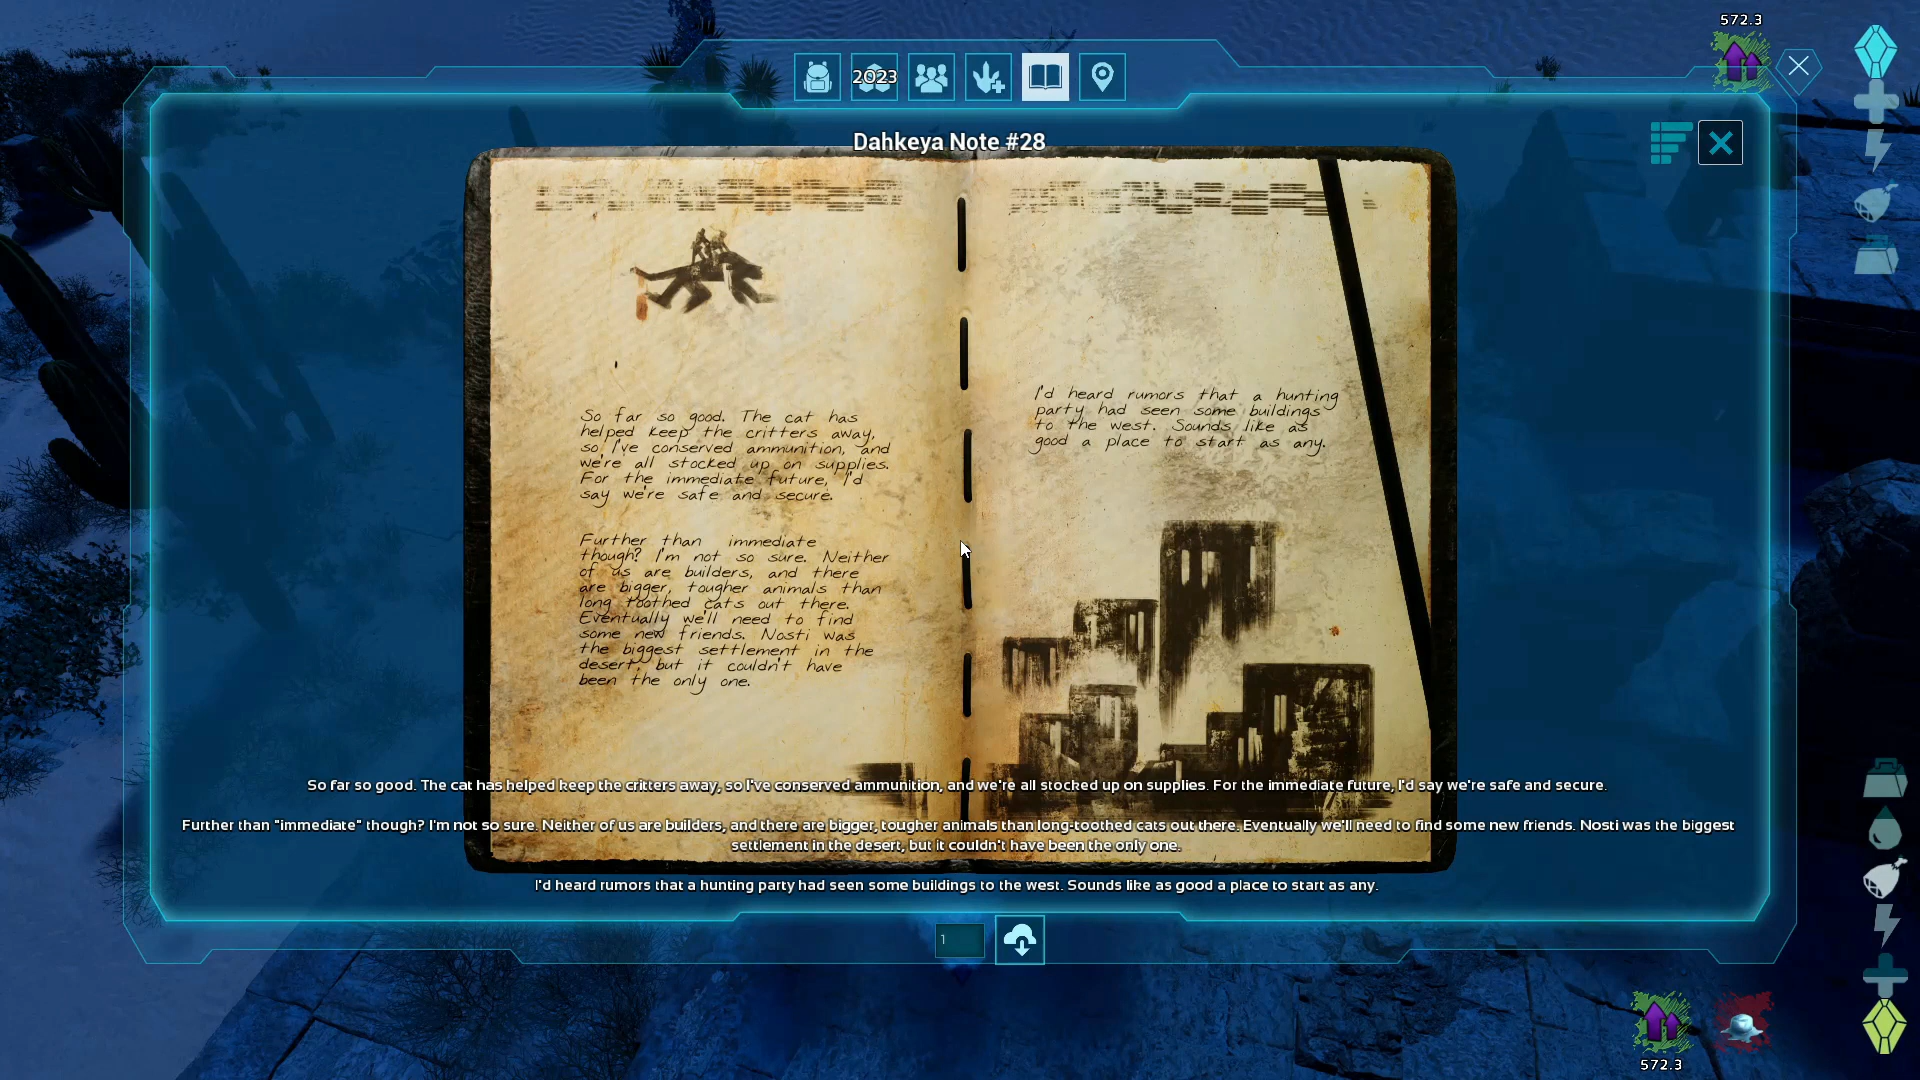 572.3
2023
Dahkeya Note #28
So far so good. The cat has
helped keep the critters away,
so I've conserved ammunition, and
we're all stocked up on supplies.
For the immediate future, I'd
say we're safe and secure.
Further than immediate
though? I'm not so sure. Neither
of us are builders, and there
are bigger, tougher animals than
long toothed cats out there.
Eventually we'll need to find
some new friends. Nosti was
the biggest settlement in the
desert, but it couldn't have
been the only one.
I'd heard rumors that a hunting
party had seen some buildings
to the west. Sounds like as
good a place to start as any.
So far so good. The cat has helped keep the critters away, so I've conserved ammunition, and we're all stocked up on supplies. For the immediate future, I'd say we're safe and secure.
Further than "immediate" though? I'm not so sure. Neither of us are builders, and there are bigger, tougher animals than long-toothed cats out there. Eventually we'll need to find some new friends. Nosti was the biggest
settlement in the desert, but it couldn't have been the only one.
I'd heard rumors that a hunting party had seen some buildings to the west. Sounds like as good a place to start as any.
1
572.3